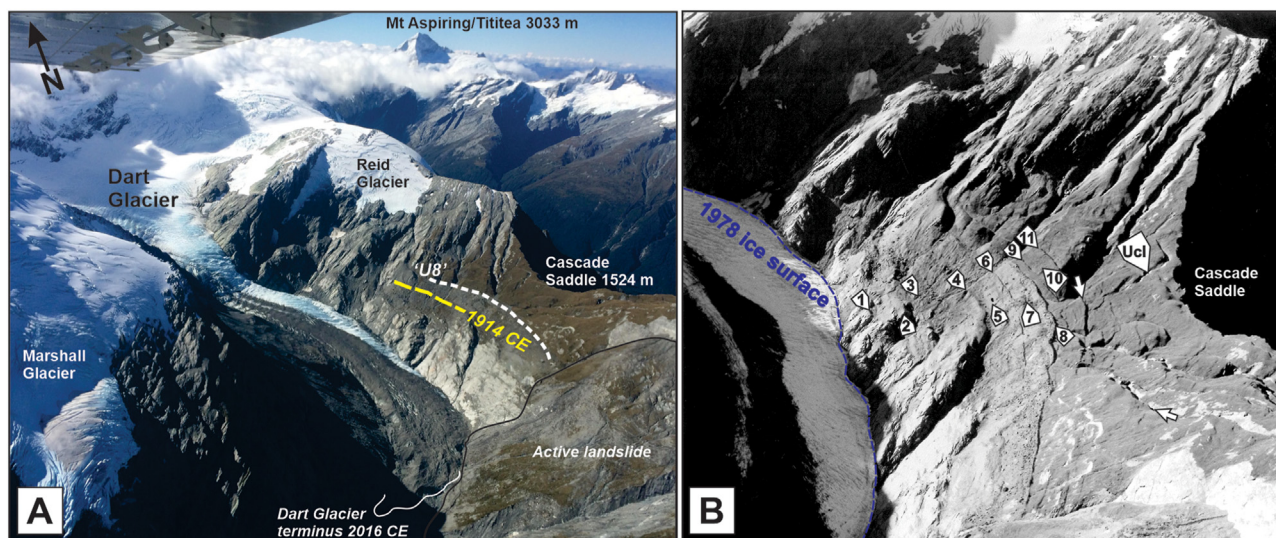 Mt Aspiring/Tititea 3033 m
N
Dart
Glacier
Reid
Glacier
'U8'
Cascade
Saddle 1524 m
1914 CE
Marshall
Glacier
Active landslide
Dart Glacier
terminus 2016 CE
A
1978 ice surface
11
9
6
Ucl
10
4
3
1
2
5
7
8
Cascade
Saddle
B